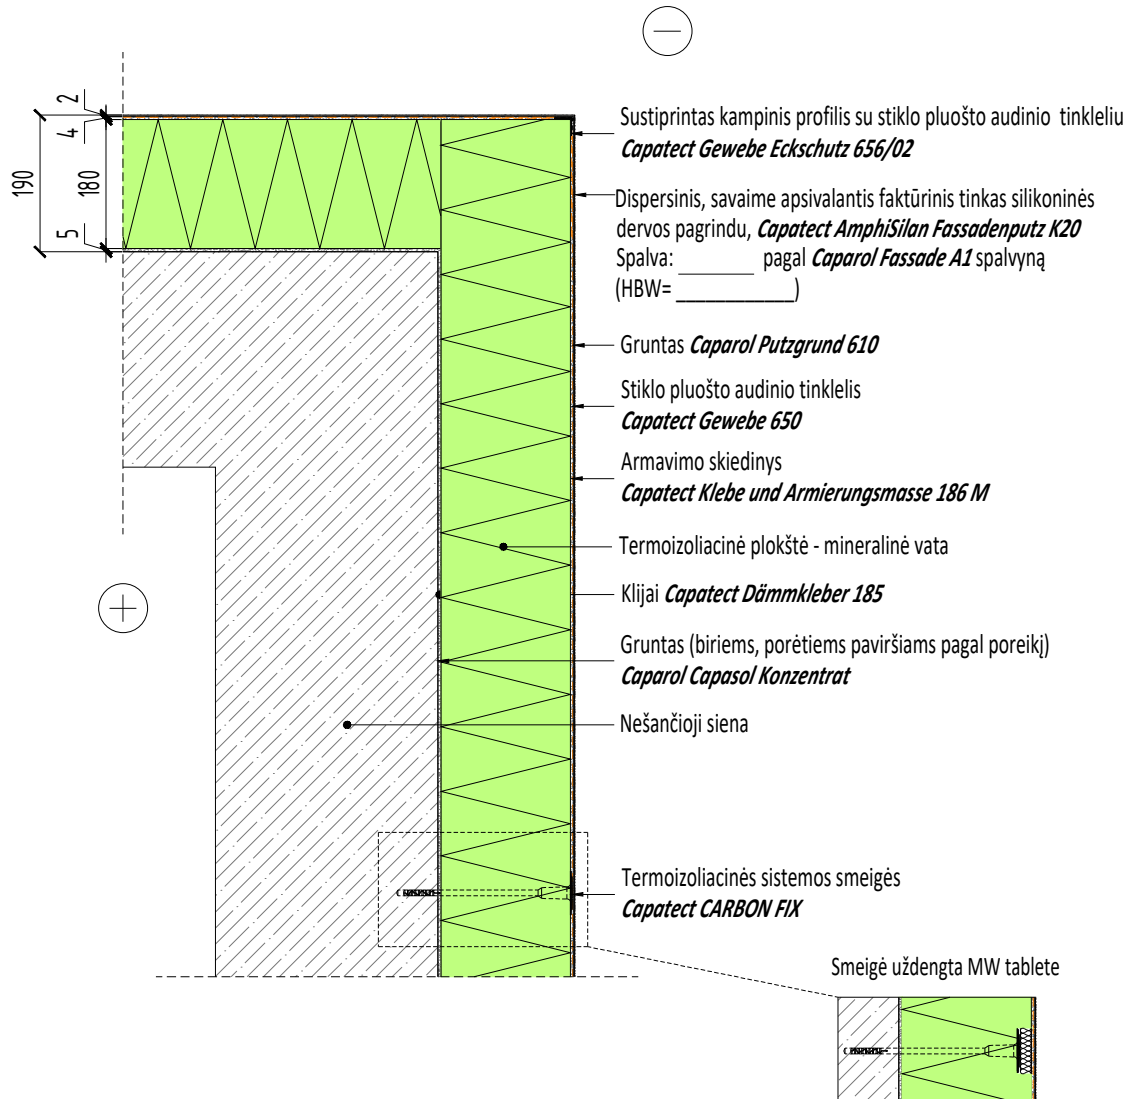 2
4
190
180
5
Sustiprintas kampinis profilis su stiklo pluošto audinio tinkleliu
Capatect Gewebe Eckschutz 656/02
Dispersinis, savaime apsivalantis faktūrinis tinkas silikoninės
dervos pagrindu, Capatect AmphiSilan Fassadenputz K20
Spalva: ________ pagal Caparol Fassade A1 spalvyną
(HBW= ____________)
Gruntas Caparol Putzgrund 610
Stiklo pluošto audinio tinklelis
Capatect Gewebe 650
Armavimo skiedinys
Capatect Klebe und Armierungsmasse 186 M
Termoizoliacinė plokštė - mineralinė vata
Klijai Capatect Dämmkleber 185
Gruntas (biriems, porėtiems paviršiams pagal poreikį)
Caparol Capasol Konzentrat
Nešančioji siena
Termoizoliacinės sistemos smeigės
Capatect CARBON FIX
Smeigė uždengta MW tablete